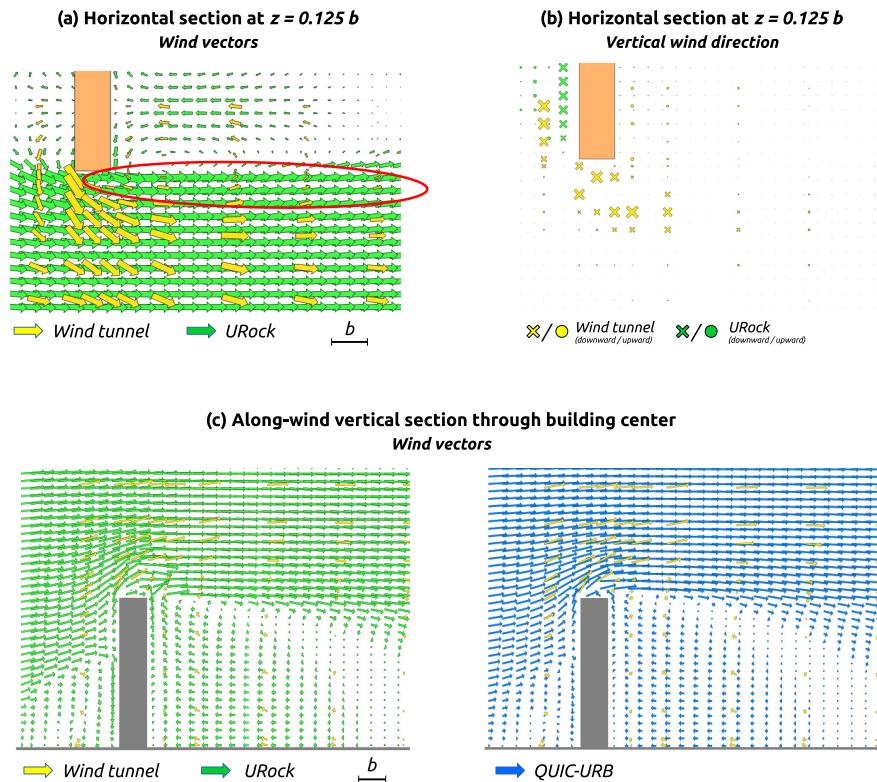 (a) Horizontal section at z = 0.125 b
Wind vectors
(b) Horizontal section at z = 0.125 b
Vertical wind direction
Wind tunnel
URock
b
Wind tunnel
(downward / upward)
URock
(downward / upward)
(c) Along-wind vertical section through building center
Wind vectors
Wind tunnel
URock
b
QUIC-URB